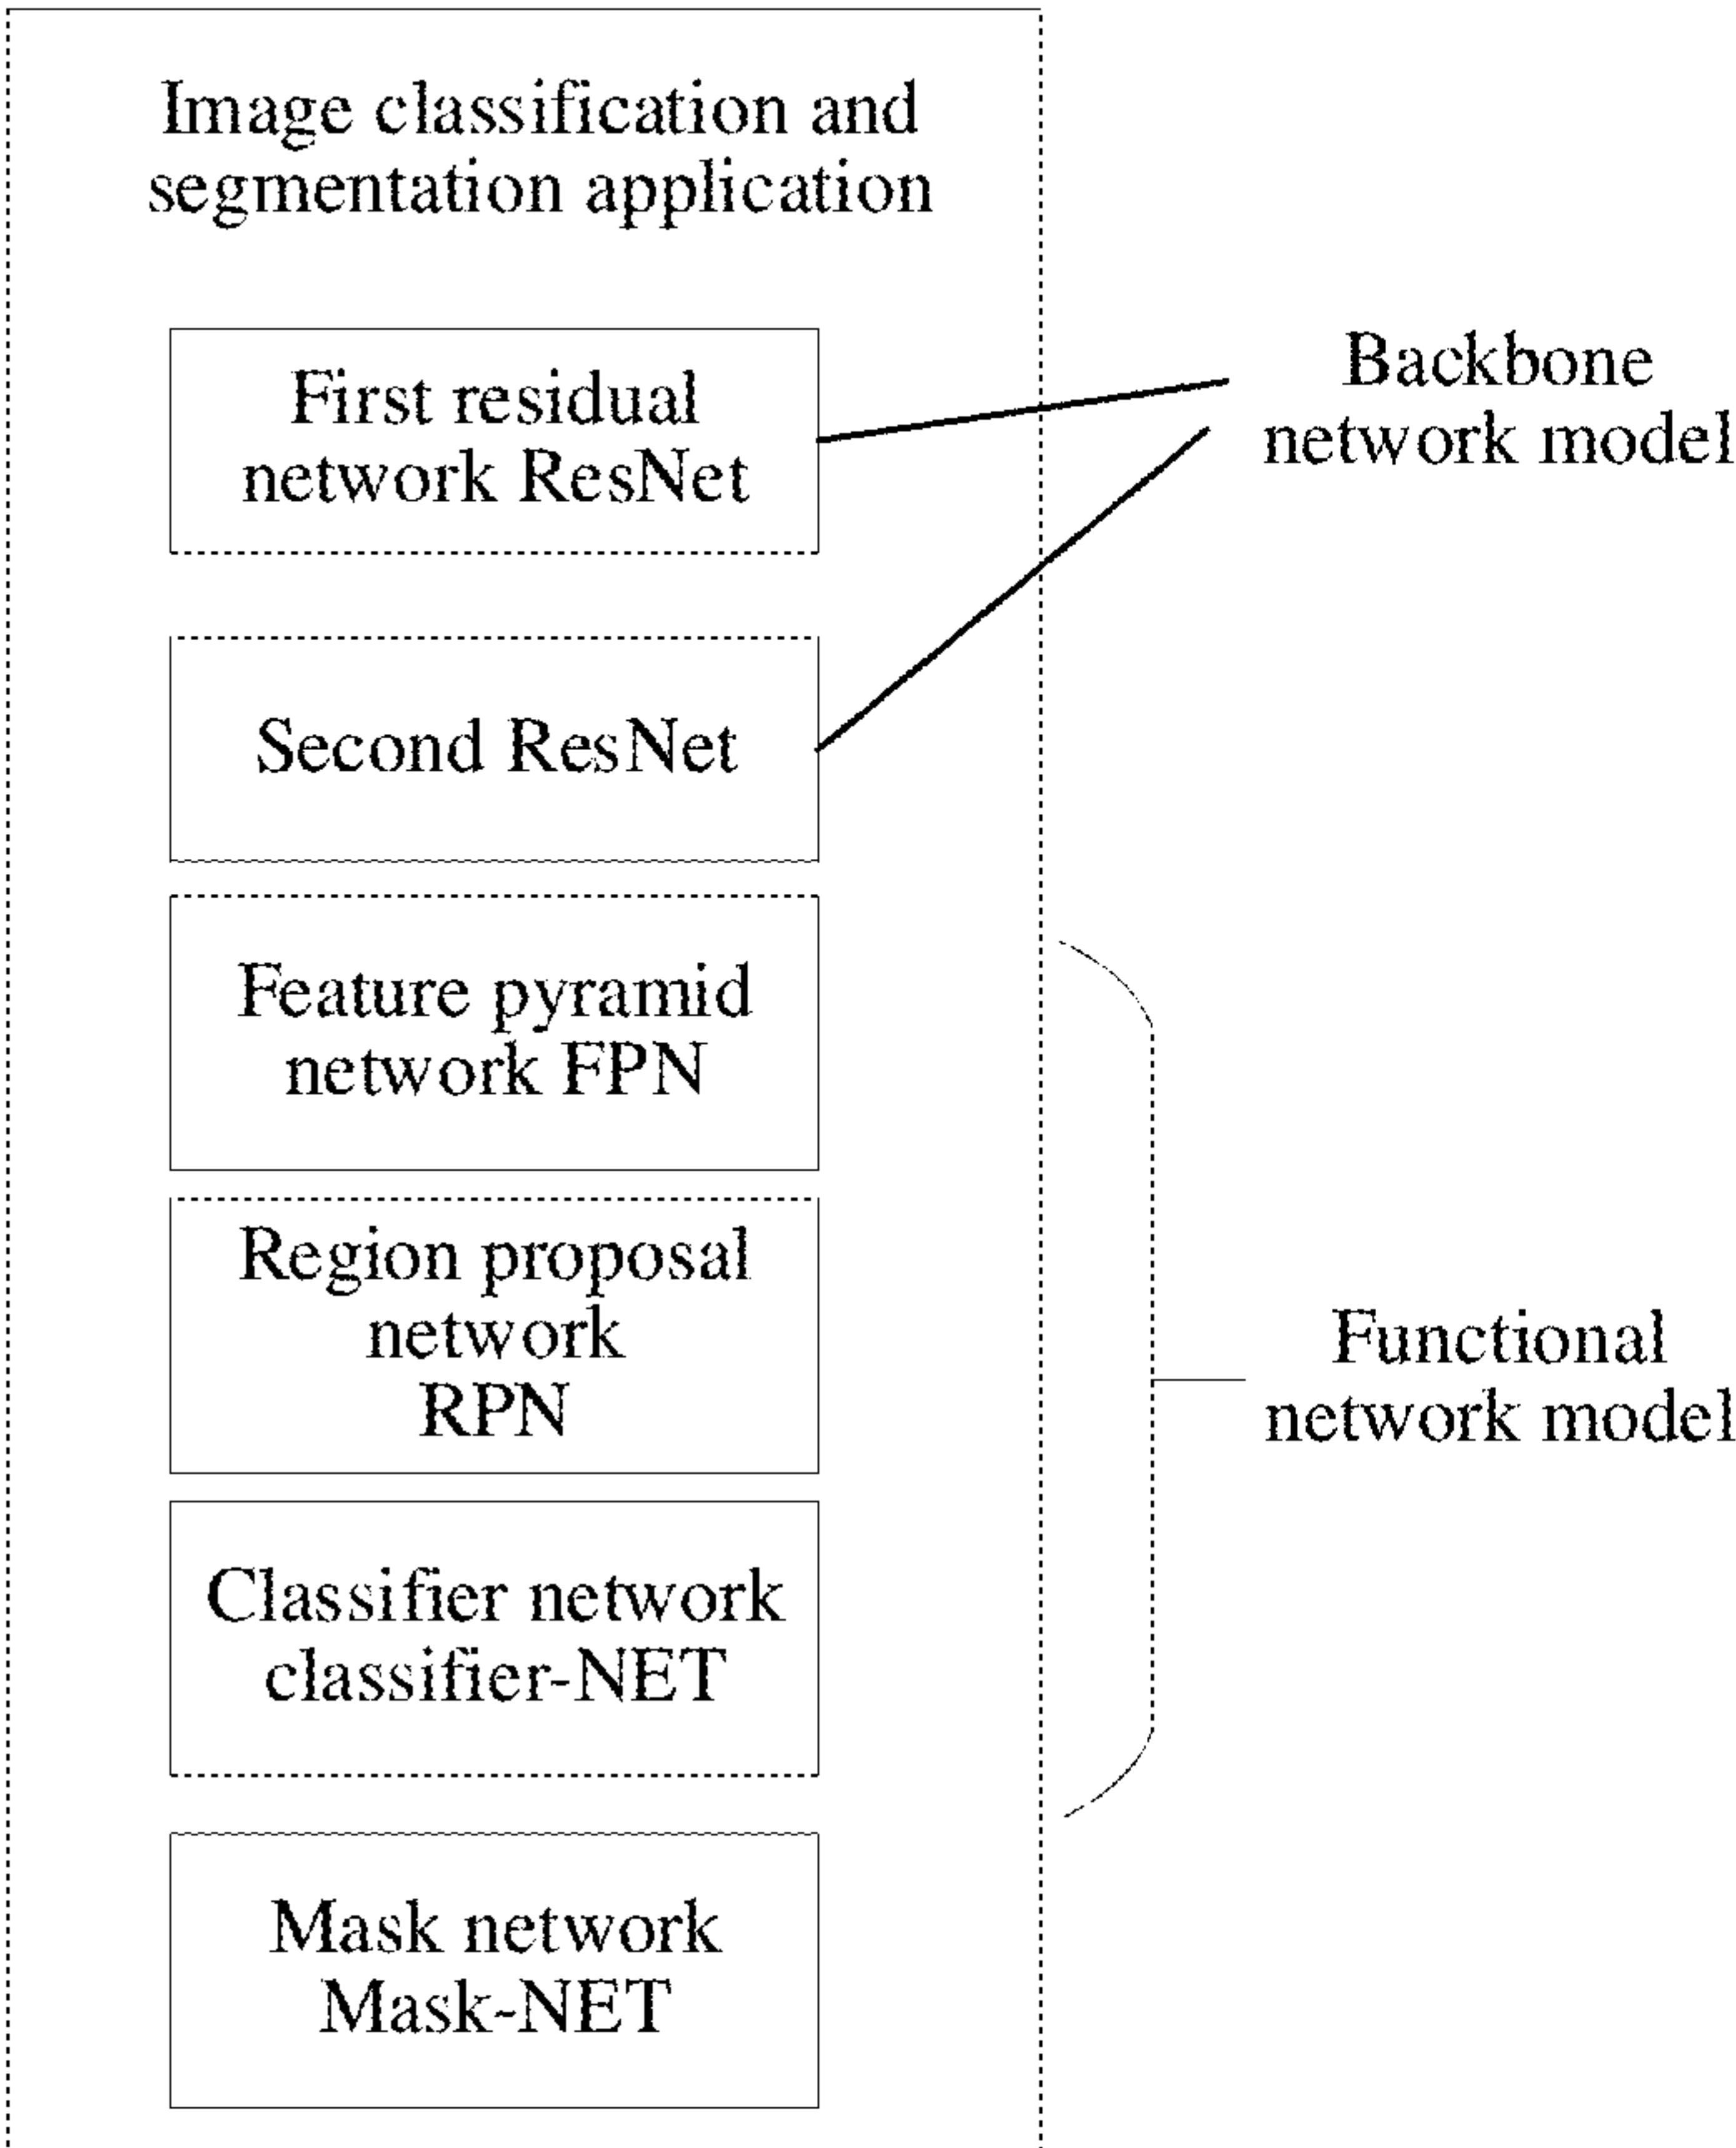 Image classification and
segmentation application
First residual
network ResNet
Backbone
network model
Second ResNet
Feature pyramid
network FPN
Region proposal
network
RPN
Functional
network model
Classifier network
classifier-NET
Mask network
Mask-NET